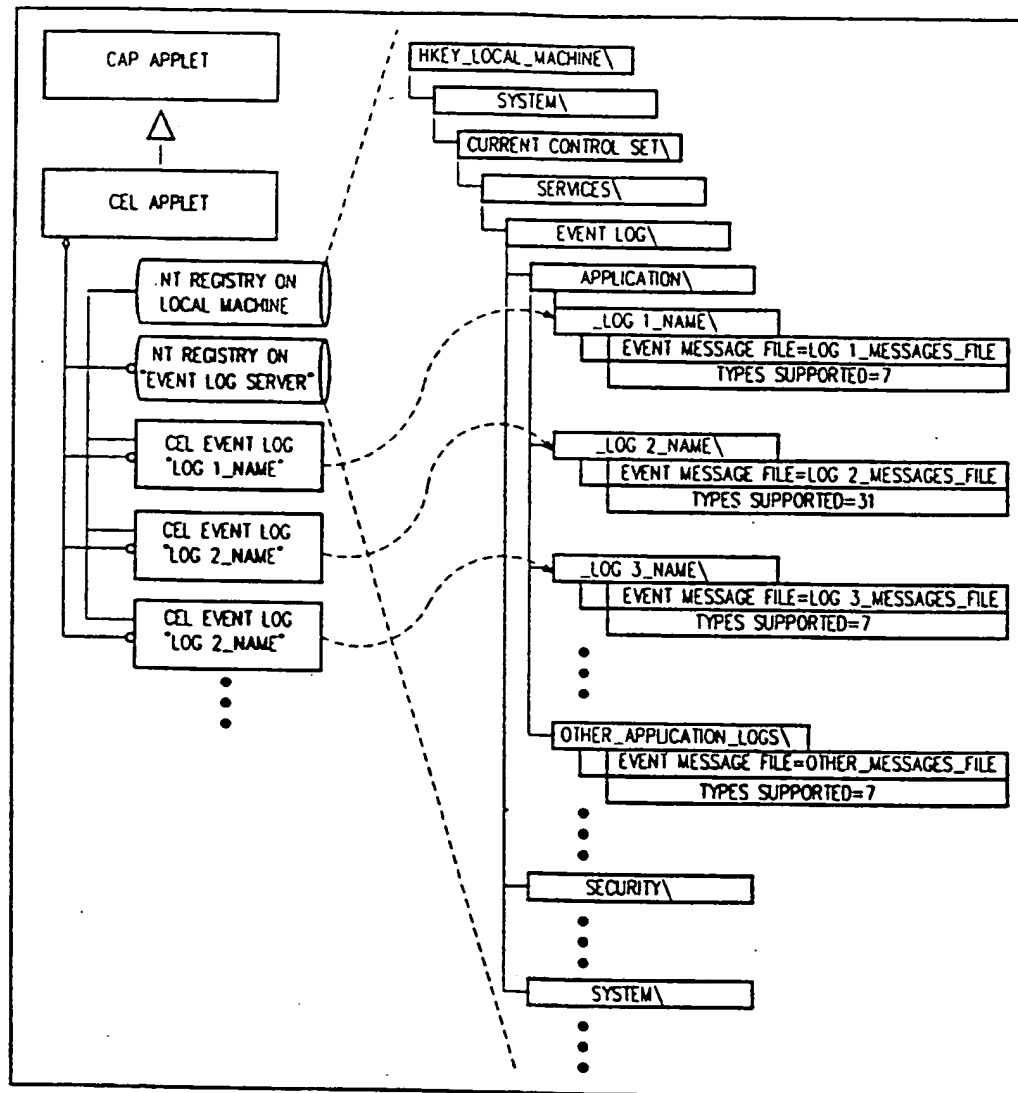 CAP APPLET
CEL APPLET
.NT REGISTRY ON
LOCAL MACHINE
NT REGISTRY ON
"EVENT LOG SERVER"
CEL EVENT LOG
"LOG 1_NAME"
CEL EVENT LOG
"LOG 2_NAME"
CEL EVENT LOG
"LOG 2_NAME"
HKEY_LOCAL_MACHINE\
SYSTEM\
CURRENT CONTROL SET\
SERVICES\
EVENT LOG\
APPLICATION\
_LOG 1_NAME\
EVENT MESSAGE FILE=LOG 1_MESSAGES_FILE
TYPES SUPPORTED=7
_LOG 2_NAME\
EVENT MESSAGE FILE=LOG 2_MESSAGES_FILE
TYPES SUPPORTED=31
_LOG 3_NAME\
EVENT MESSAGE FILE=LOG 3_MESSAGES_FILE
TYPES SUPPORTED=7
OTHER_APPLICATION_LOGS\
EVENT MESSAGE FILE=OTHER_MESSAGES_FILE
TYPES SUPPORTED=7
SECURITY\
SYSTEM\